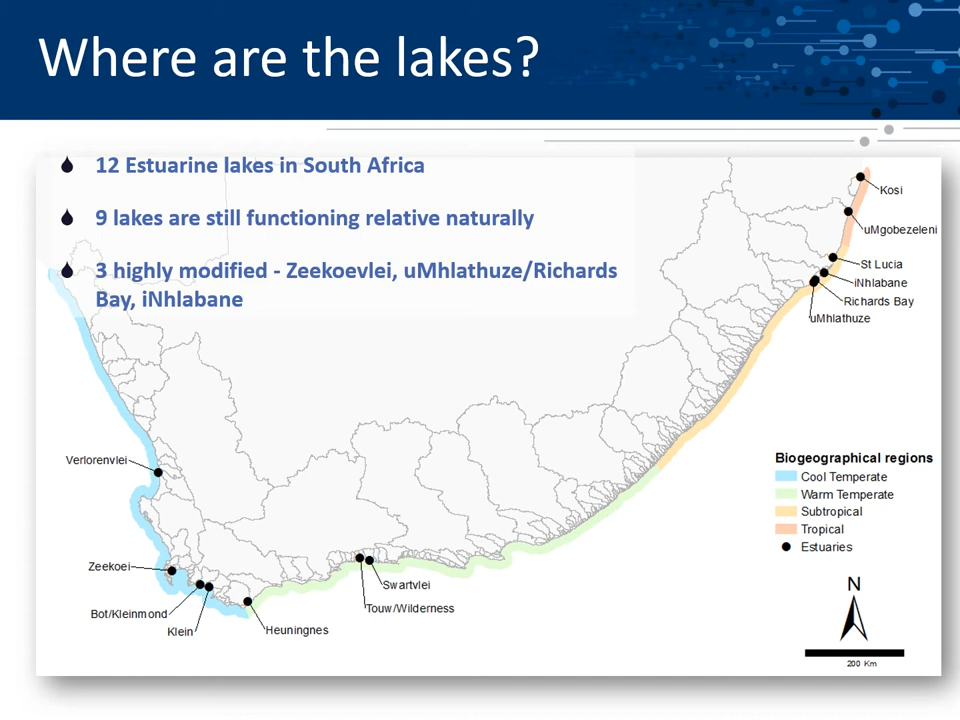 Where are the lakes?
12 Estuarine lakes in South Africa
9 lakes are still functioning relative naturally
3 highly modified - Zeekoevlei, uMhlathuze/Richards
Bay, iNhlabane
Kosi
uMgobezeleni
St Lucia
iNhlabane
Richards Bay
uMhlathuze
Verlorenvlei
Zeekoei
Bot/Kleinmond
Klein
Heuningnes
Swartvlei
Touw/Wilderness
Biogeographical regions
Cool Temperate
Warm Temperate
Subtropical
Tropical
Estuaries
N
200 Km